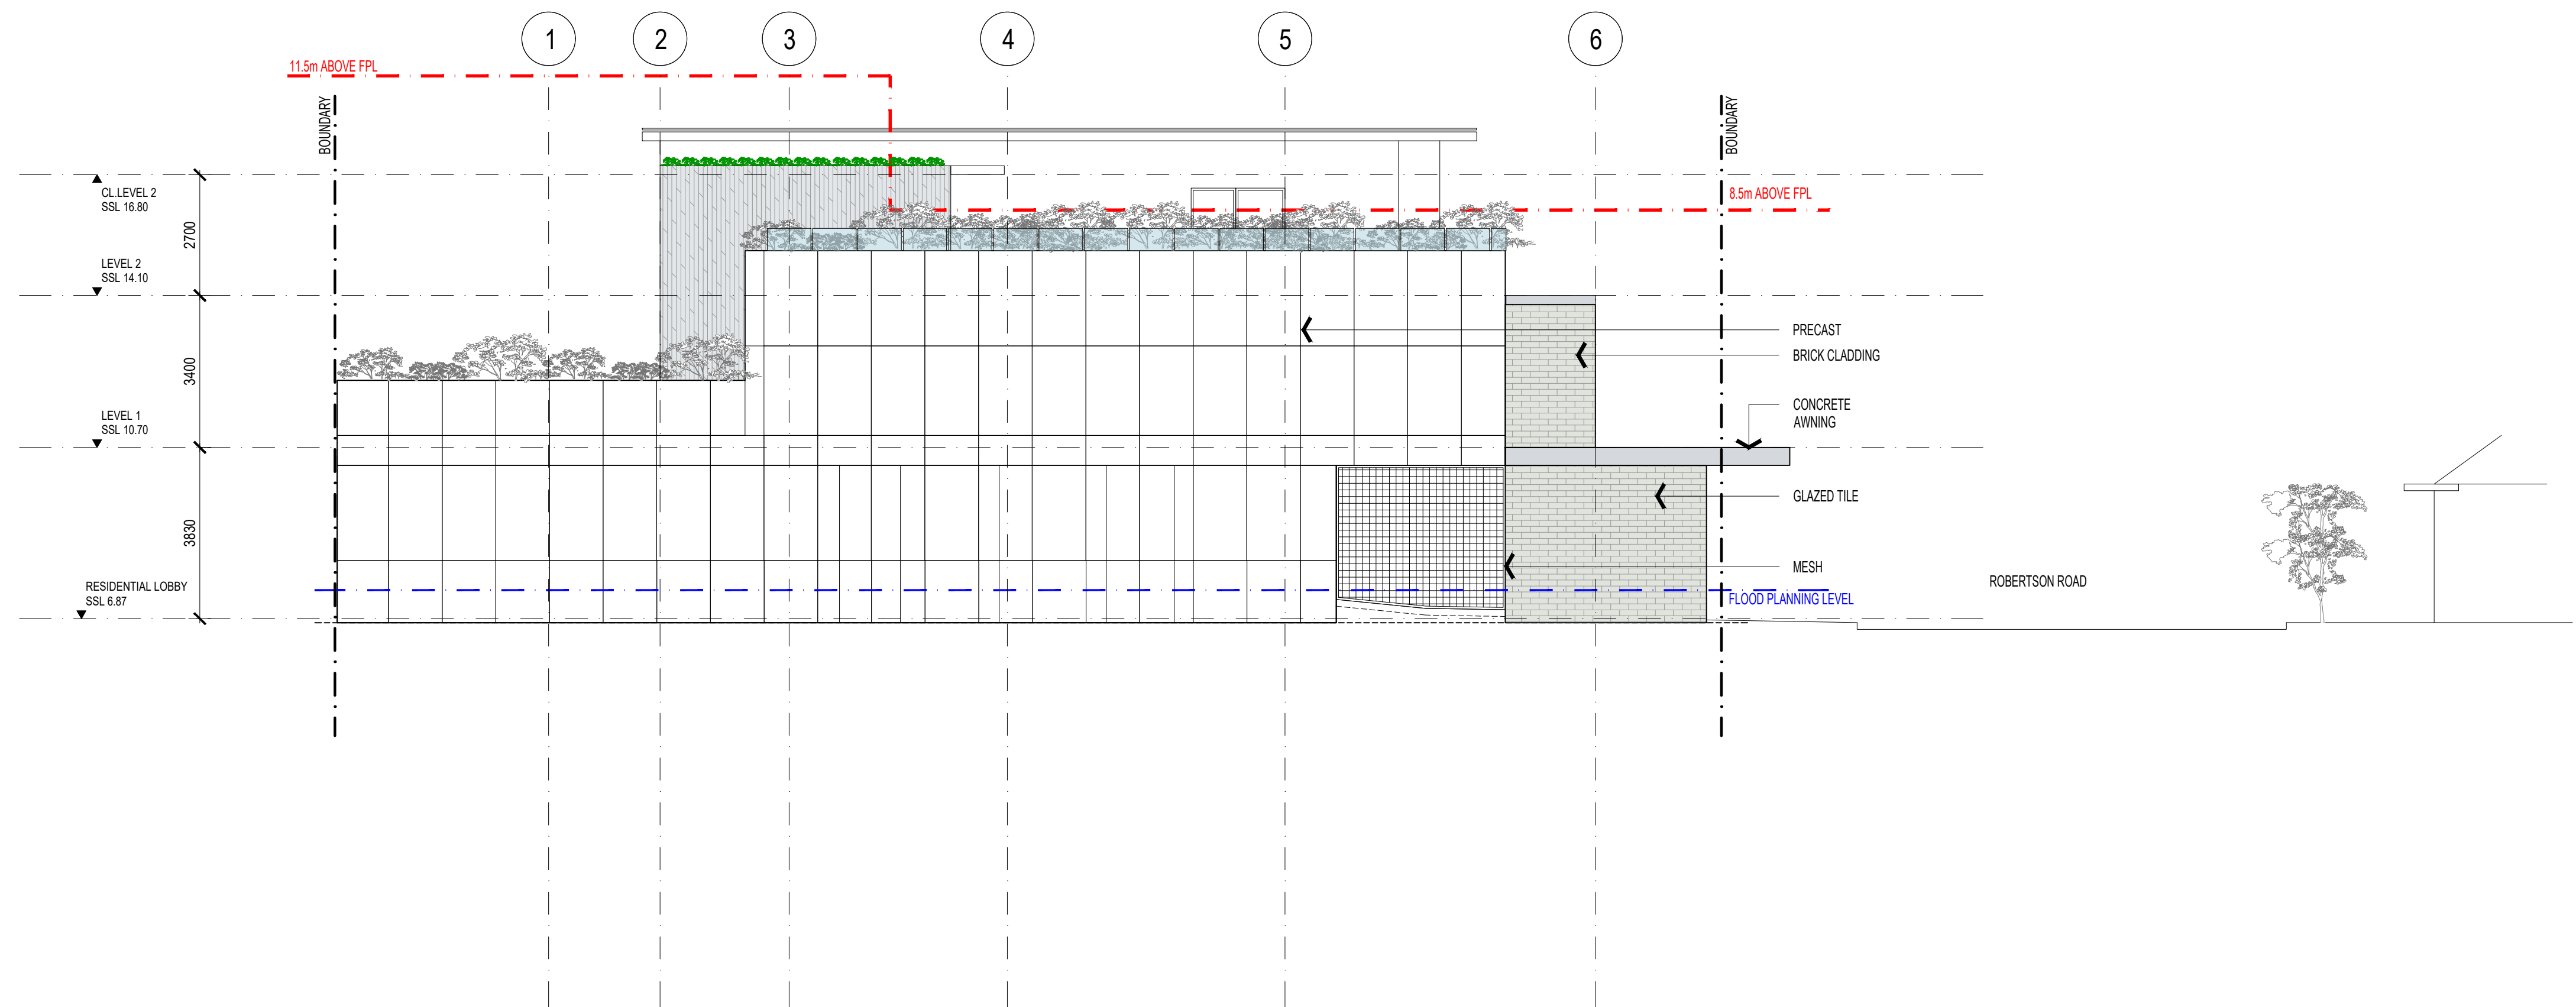 1
2
3
4
5
6
11.5m ABOVE FPL
BOUNDARY
BOUNDARY
CL.LEVEL 2
SSL 16.80
8.5m ABOVE FPL
2700
LEVEL 2
SSL 14.10
PRECAST
BRICK CLADDING
3400
CONCRETE
AWNING
LEVEL 1
SSL 10.70
GLAZED TILE
3830
MESH
RESIDENTIAL LOBBY
SSL 6.87
ROBERTSON ROAD
FLOOD PLANNING LEVEL